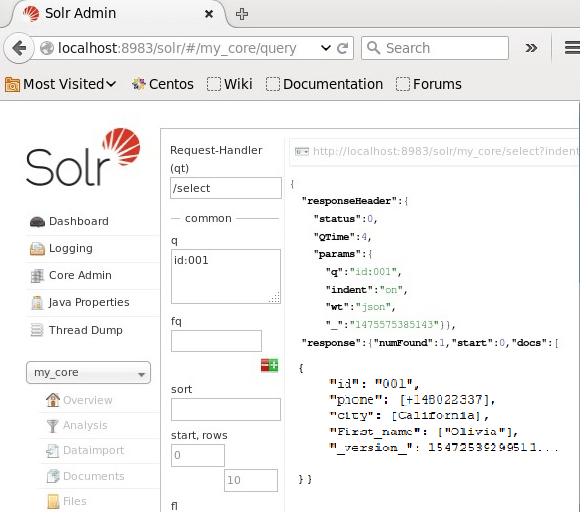 Solr Admin
localhost:8983/solr/#/my_core/query
Search
Most Visited
Centos
Wiki
Documentation
Forums
Solr
Dashboard
Logging
Core Admin
Java Properties
Thread Dump
my_core
Overview
Analysis
Dataimport
Documents
Files
Request-Handler
(qt)
/select
common
q
id:001
fq
sort
start, rows
0
10
fl
http://localhost:8983/solr/my_core/select?indent
{
"responseHeader":{
"status":0,
"QTime":4,
"params":{
"q":"id:001",
"indent":"on",
"wt":"json",
"_":"1475575385143"}},
"response":{"numFound":1,"start":0,"docs":[
{
"id": "001",
"phone": [+148022337],
"city": [California],
"First_name": ["Olivia"],
"_version_": 15472539299511...
}}